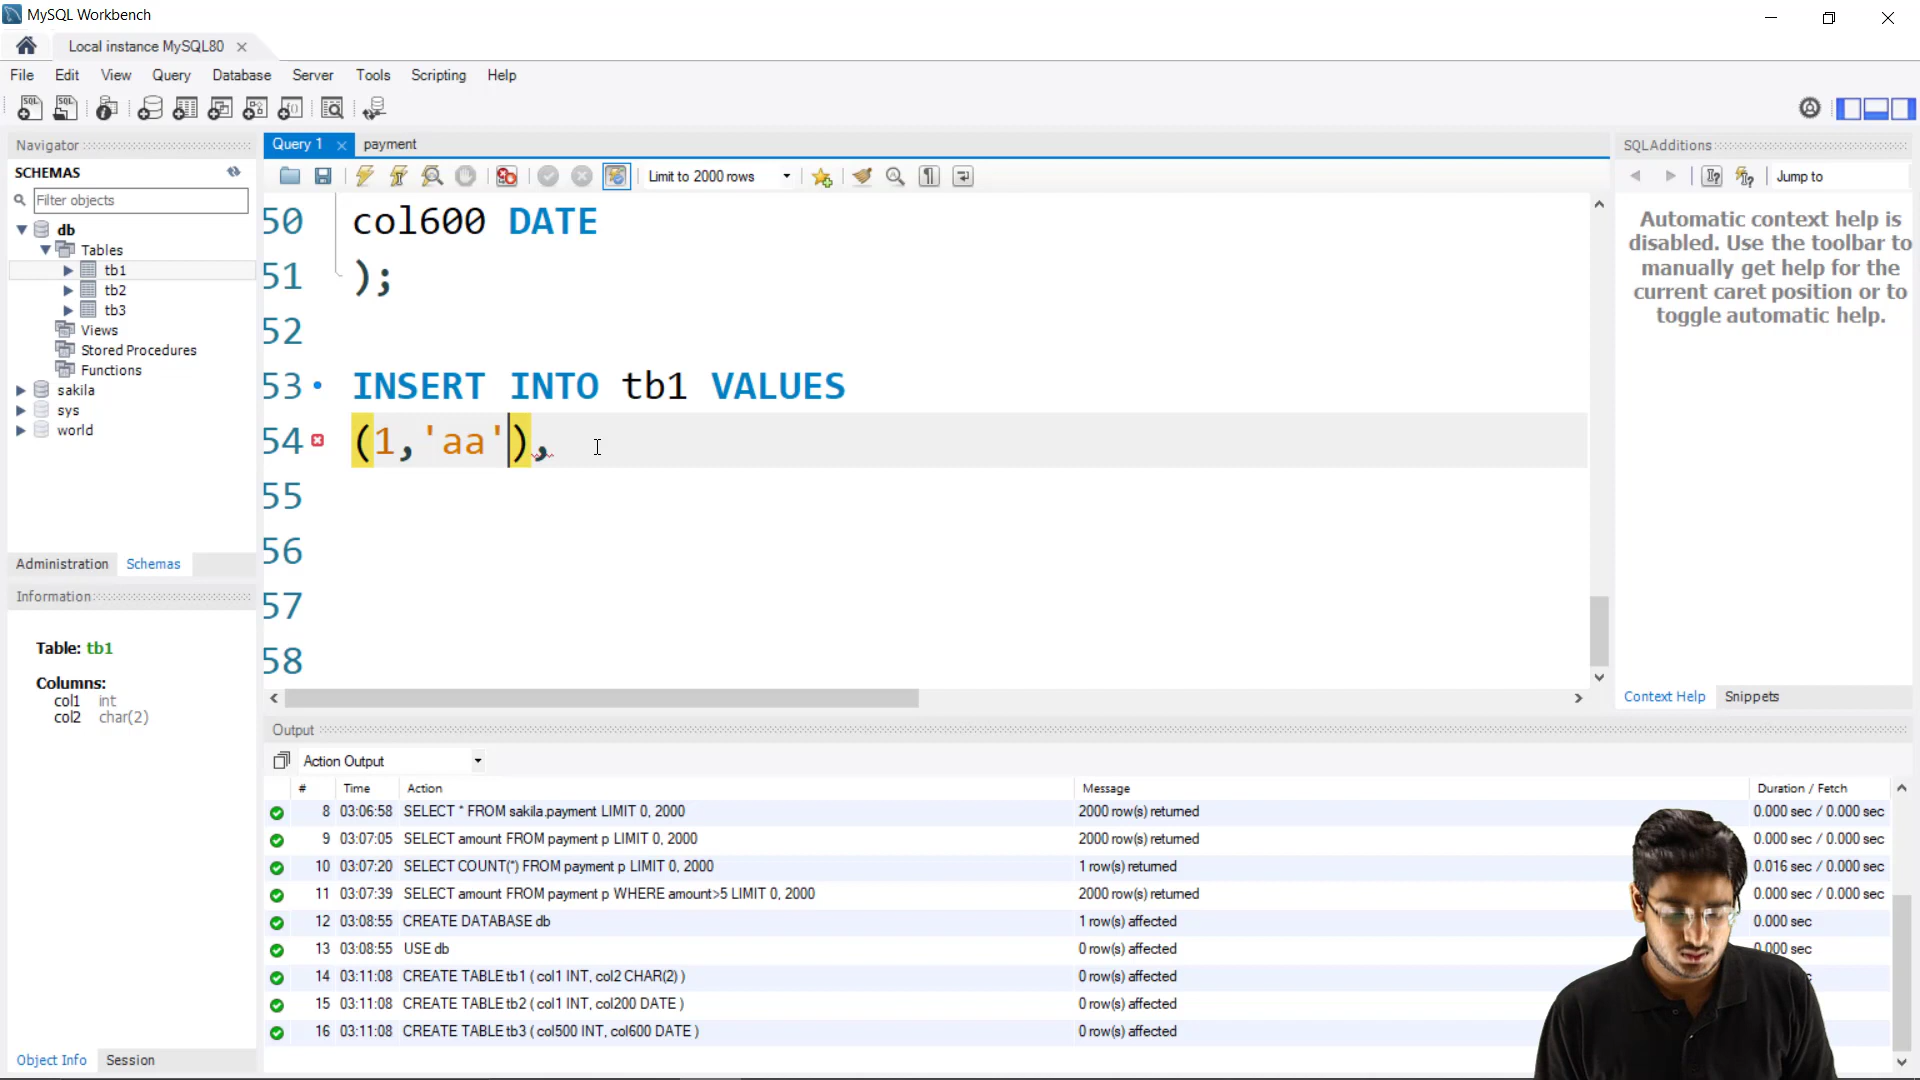 MySQL Workbench
Local instance MySQL80
File Edit View Query Database Server Tools Scripting Help
Navigator
SCHEMAS
Filter objects
db
Tables
tb1
tb2
tb3
Views
Stored Procedures
Functions
sakila
sys
world
Administration Schemas
Information
Table: tb1
Columns:
col1 int
col2 char(2)
Object Info Session
Query 1 payment
Limit to 2000 rows
50 col600 DATE
51 );
52
53 INSERT INTO tb1 VALUES
54 (1,'aa'),
55
56
57
58
SQLAdditions
Jump to
Automatic context help is
disabled. Use the toolbar to
manually get help for the
current caret position or to
toggle automatic help.
Context Help Snippets
Output
Action Output
# Time Action Message Duration / Fetch
8 03:06:58 SELECT * FROM sakila.payment LIMIT 0, 2000 2000 row(s) returned 0.000 sec / 0.000 sec
9 03:07:05 SELECT amount FROM payment p LIMIT 0, 2000 2000 row(s) returned 0.000 sec / 0.000 sec
10 03:07:20 SELECT COUNT(*) FROM payment p LIMIT 0, 2000 1 row(s) returned 0.016 sec / 0.000 sec
11 03:07:39 SELECT amount FROM payment p WHERE amount>5 LIMIT 0, 2000 2000 row(s) returned 0.000 sec / 0.000 sec
12 03:08:55 CREATE DATABASE db 1 row(s) affected 0.000 sec
13 03:08:55 USE db 0 row(s) affected 0.000 sec
14 03:11:08 CREATE TABLE tb1 ( col1 INT, col2 CHAR(2) ) 0 row(s) affected
15 03:11:08 CREATE TABLE tb2 ( col1 INT, col200 DATE ) 0 row(s) affected
16 03:11:08 CREATE TABLE tb3 ( col500 INT, col600 DATE ) 0 row(s) affected